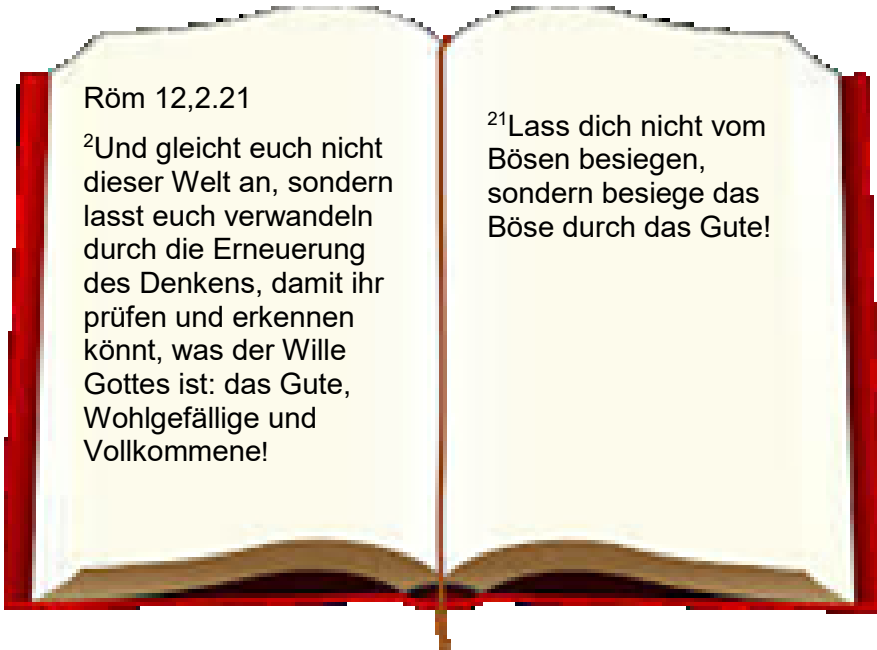 Röm 12,2.21
²Und gleicht euch nicht
dieser Welt an, sondern
lasst euch verwandeln
durch die Erneuerung
des Denkens, damit ihr
prüfen und erkennen
könnt, was der Wille
Gottes ist: das Gute,
Wohlgefällige und
Vollkommene!
²¹Lass dich nicht vom
Bösen besiegen,
sondern besiege das
Böse durch das Gute!